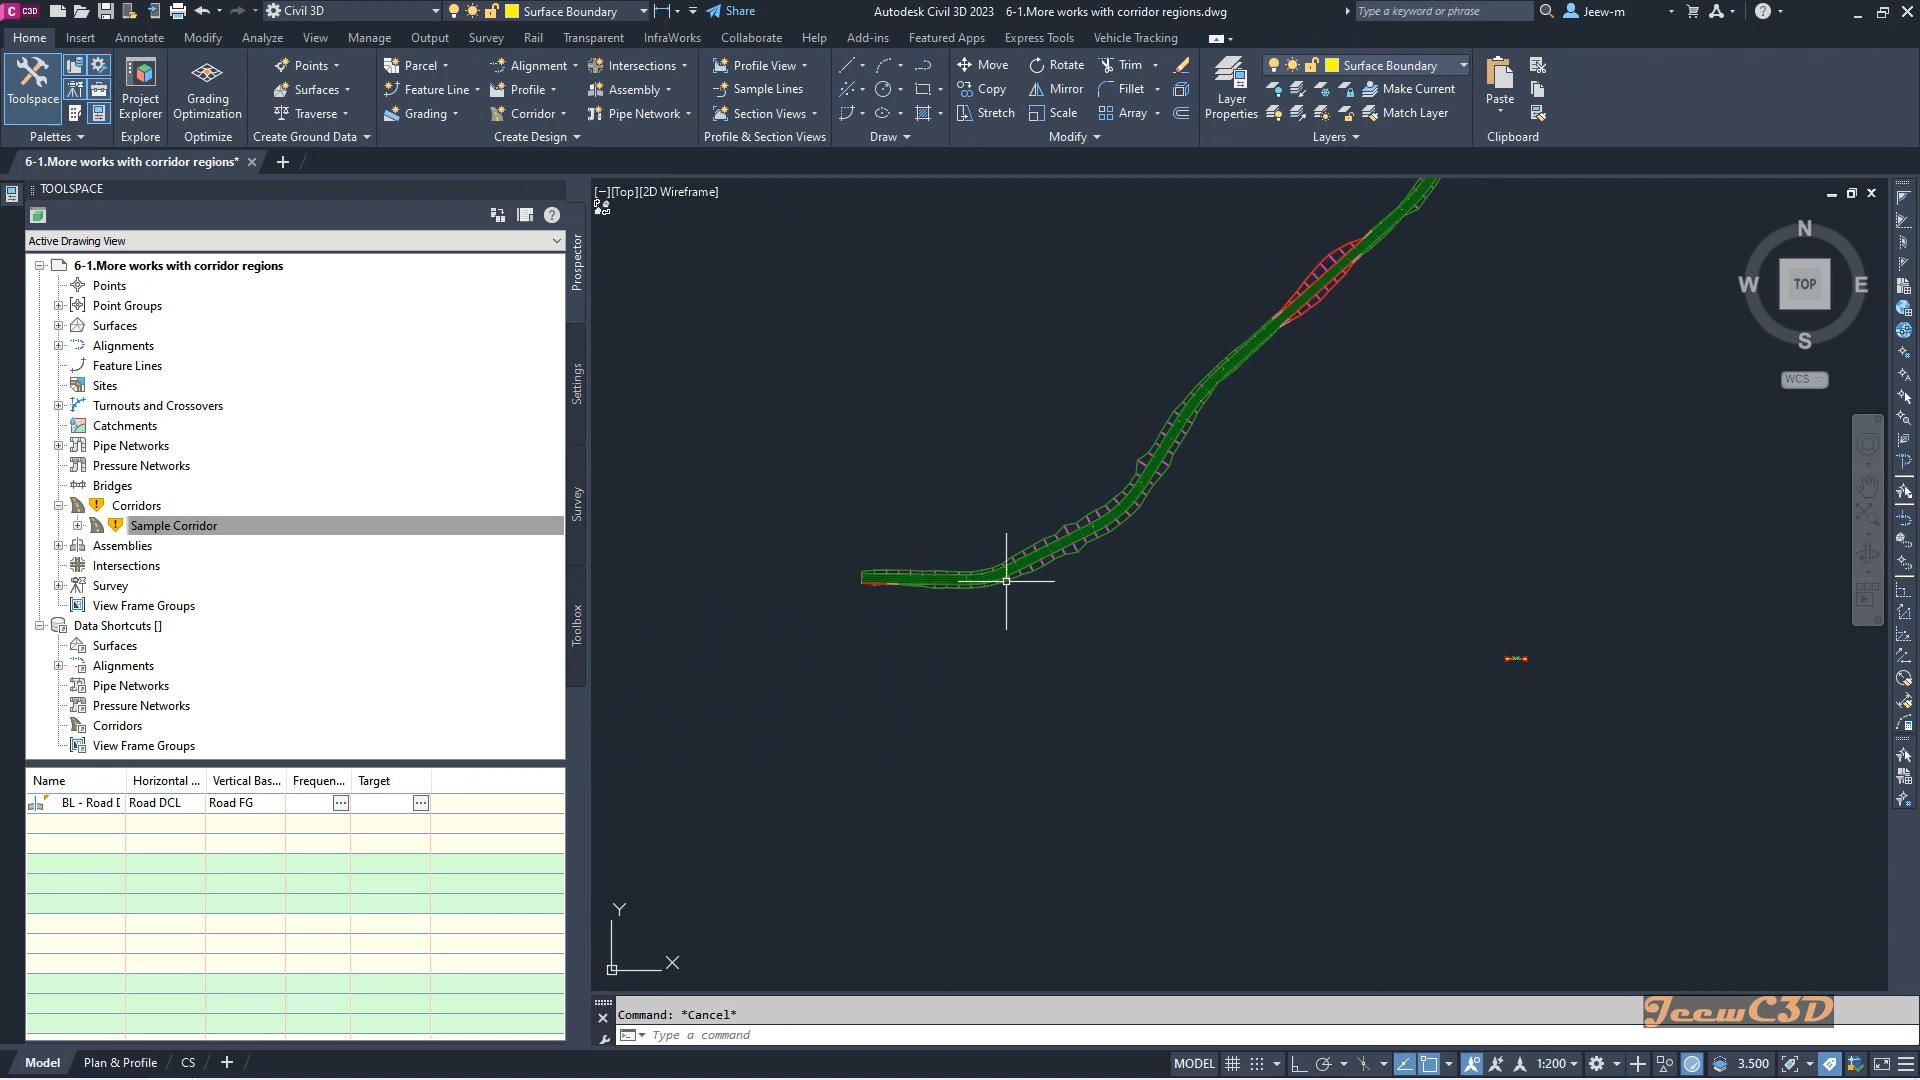 C3D
Civil 3D
Surface Boundary
Share
Autodesk Civil 3D 2023 6-1.More works with corridor regions.dwg
Type a keyword or phrase
Jeew-m
Home Insert Annotate Modify Analyze View Manage Output Survey Rail Transparent InfraWorks Collaborate Help Add-ins Featured Apps Express Tools Vehicle Tracking
Toolspace
Palettes
Project Explorer
Explore
Grading Optimization
Optimize
Points
Surfaces
Traverse
Create Ground Data
Parcel
Feature Line
Grading
Alignment
Profile
Corridor
Intersections
Assembly
Pipe Network
Create Design
Profile View
Sample Lines
Section Views
Profile & Section Views
Draw
Move
Copy
Stretch
Rotate
Mirror
Scale
Trim
Fillet
Array
Modify
Layer Properties
Surface Boundary
Make Current
Match Layer
Layers
Paste
Clipboard
6-1.More works with corridor regions*
TOOLSPACE
Active Drawing View
6-1.More works with corridor regions
Points
Point Groups
Surfaces
Alignments
Feature Lines
Sites
Turnouts and Crossovers
Catchments
Pipe Networks
Pressure Networks
Bridges
Corridors
Sample Corridor
Assemblies
Intersections
Survey
View Frame Groups
Data Shortcuts []
Surfaces
Alignments
Pipe Networks
Pressure Networks
Corridors
View Frame Groups
Prospector
Settings
Survey
Toolbox
Name Horizontal ... Vertical Bas... Frequen... Target
BL - Road D Road DCL Road FG ... ...
[−][Top][2D Wireframe]
N
W TOP E
S
WCS
Y
X
Command: *Cancel*
Type a command
JeewC3D
Model Plan & Profile CS
MODEL 1:200 3.500